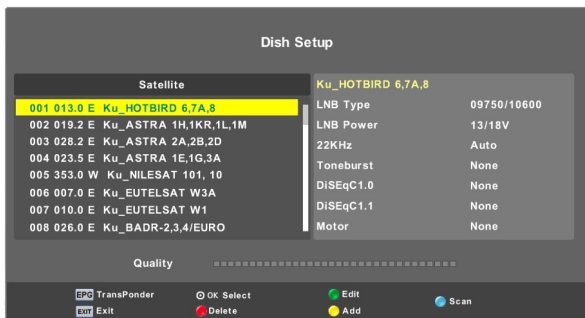 Dish Setup
Satellite
001 013.0 E Ku_HOTBIRD 6,7A,8
002 019.2 E Ku_ASTRA 1H,1KR,1L,1M
003 028.2 E Ku_ASTRA 2A,2B,2D
004 023.5 E Ku_ASTRA 1E,1G,3A
005 353.0 W Ku_NILESAT 101, 10
006 007.0 E Ku_EUTELSAT W3A
007 010.0 E Ku_EUTELSAT W1
008 026.0 E Ku_BADR-2,3,4/EURO
Ku_HOTBIRD 6,7A,8
LNB Type 09750/10600
LNB Power 13/18V
22KHz Auto
Toneburst None
DiSEqC1.0 None
DiSEqC1.1 None
Motor None
Quality
EPG TransPonder OK Select Edit Scan
EXIT Exit Delete Add